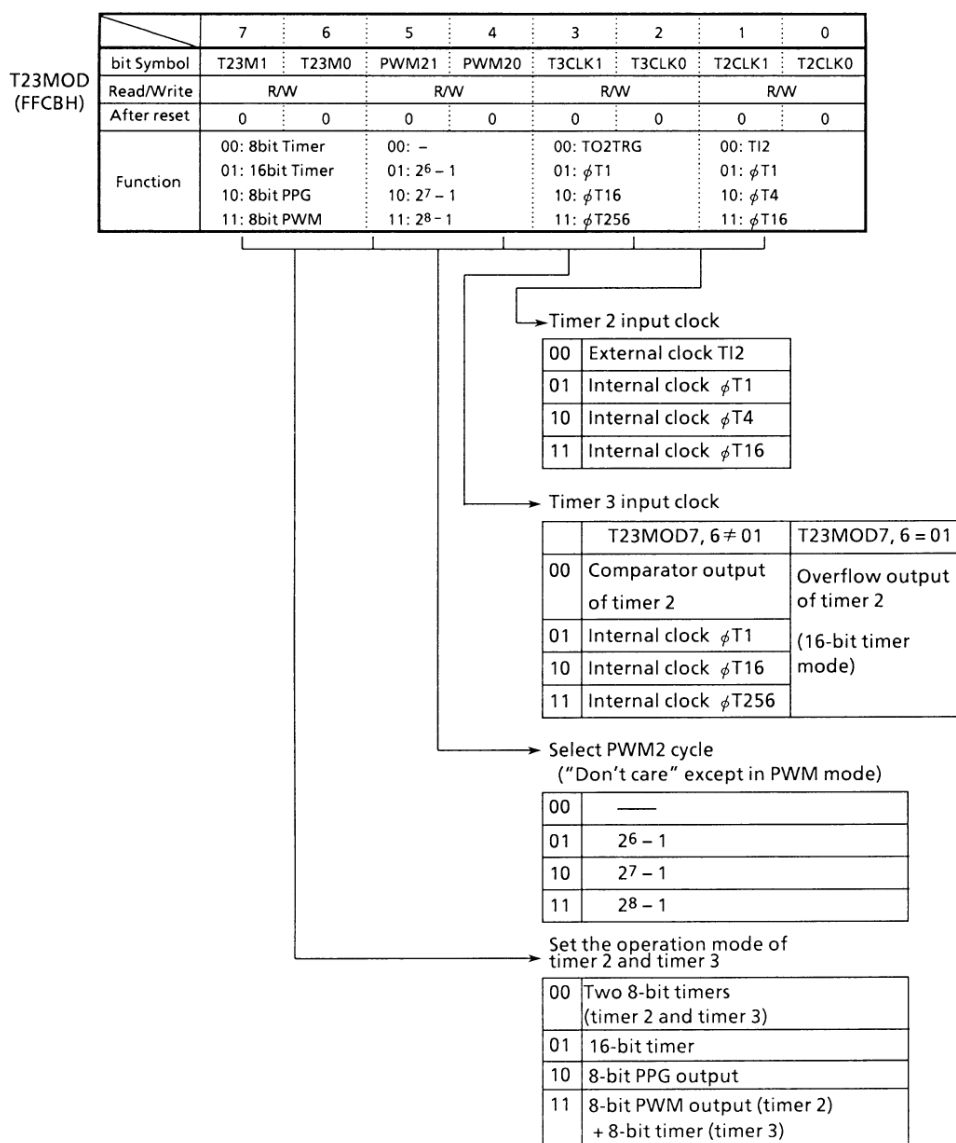 7 6 5 4 3 2 1 0
T23MOD
(FFCBH)
bit Symbol T23M1 T23M0 PWM21 PWM20 T3CLK1 T3CLK0 T2CLK1 T2CLK0
Read/Write R/W R/W R/W R/W
After reset 0 0 0 0 0 0 0 0
Function
00: 8bit Timer 00: – 00: TO2TRG 00: TI2
01: 16bit Timer 01: 2⁶ – 1 01: ϕT1 01: ϕT1
10: 8bit PPG 10: 2⁷ – 1 10: ϕT16 10: ϕT4
11: 8bit PWM 11: 2⁸ – 1 11: ϕT256 11: ϕT16
Timer 2 input clock
00 External clock TI2
01 Internal clock ϕT1
10 Internal clock ϕT4
11 Internal clock ϕT16
Timer 3 input clock
T23MOD7, 6 ≠ 01 T23MOD7, 6 = 01
00 Comparator output
of timer 2
01 Internal clock ϕT1
10 Internal clock ϕT16
11 Internal clock ϕT256
Overflow output
of timer 2
(16-bit timer
mode)
Select PWM2 cycle
("Don't care" except in PWM mode)
00 ——
01 2⁶ – 1
10 2⁷ – 1
11 2⁸ – 1
Set the operation mode of
timer 2 and timer 3
00 Two 8-bit timers
(timer 2 and timer 3)
01 16-bit timer
10 8-bit PPG output
11 8-bit PWM output (timer 2)
+ 8-bit timer (timer 3)